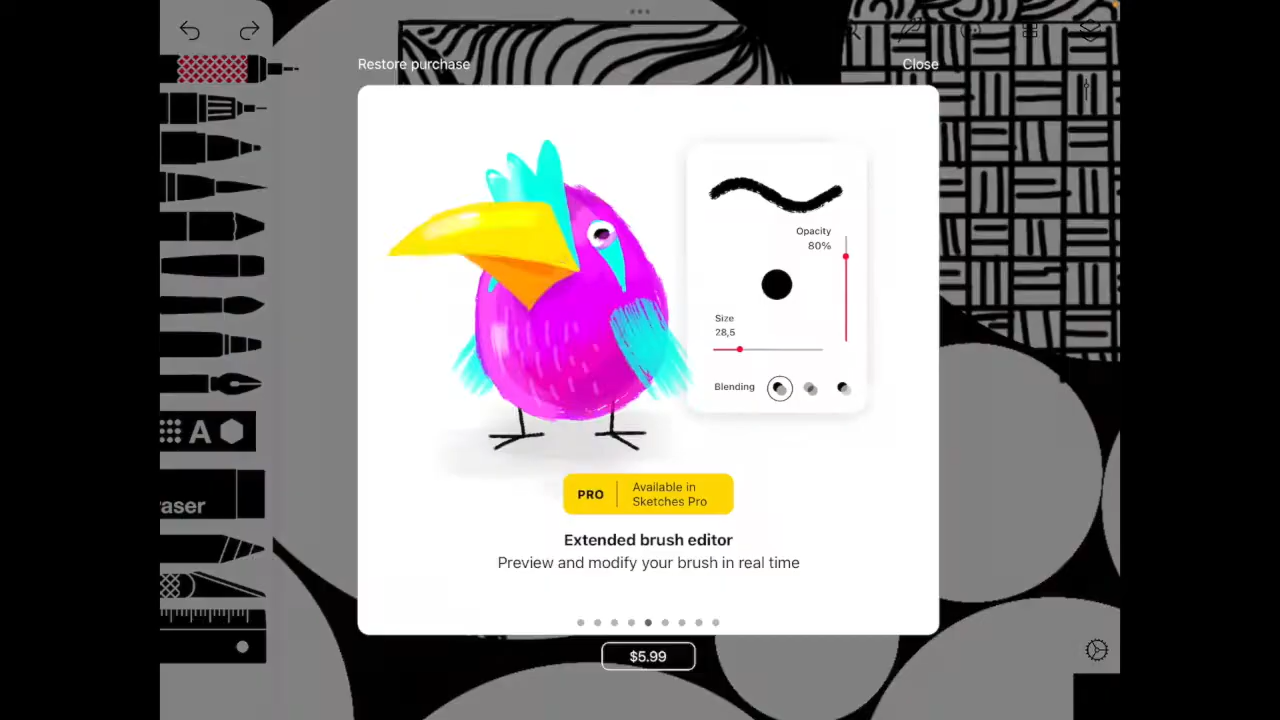 Restore purchase
Close
Opacity
80%
Size
28,5
Blending
A
raser
PRO
Available in
Sketches Pro
Extended brush editor
Preview and modify your brush in real time
$5.99